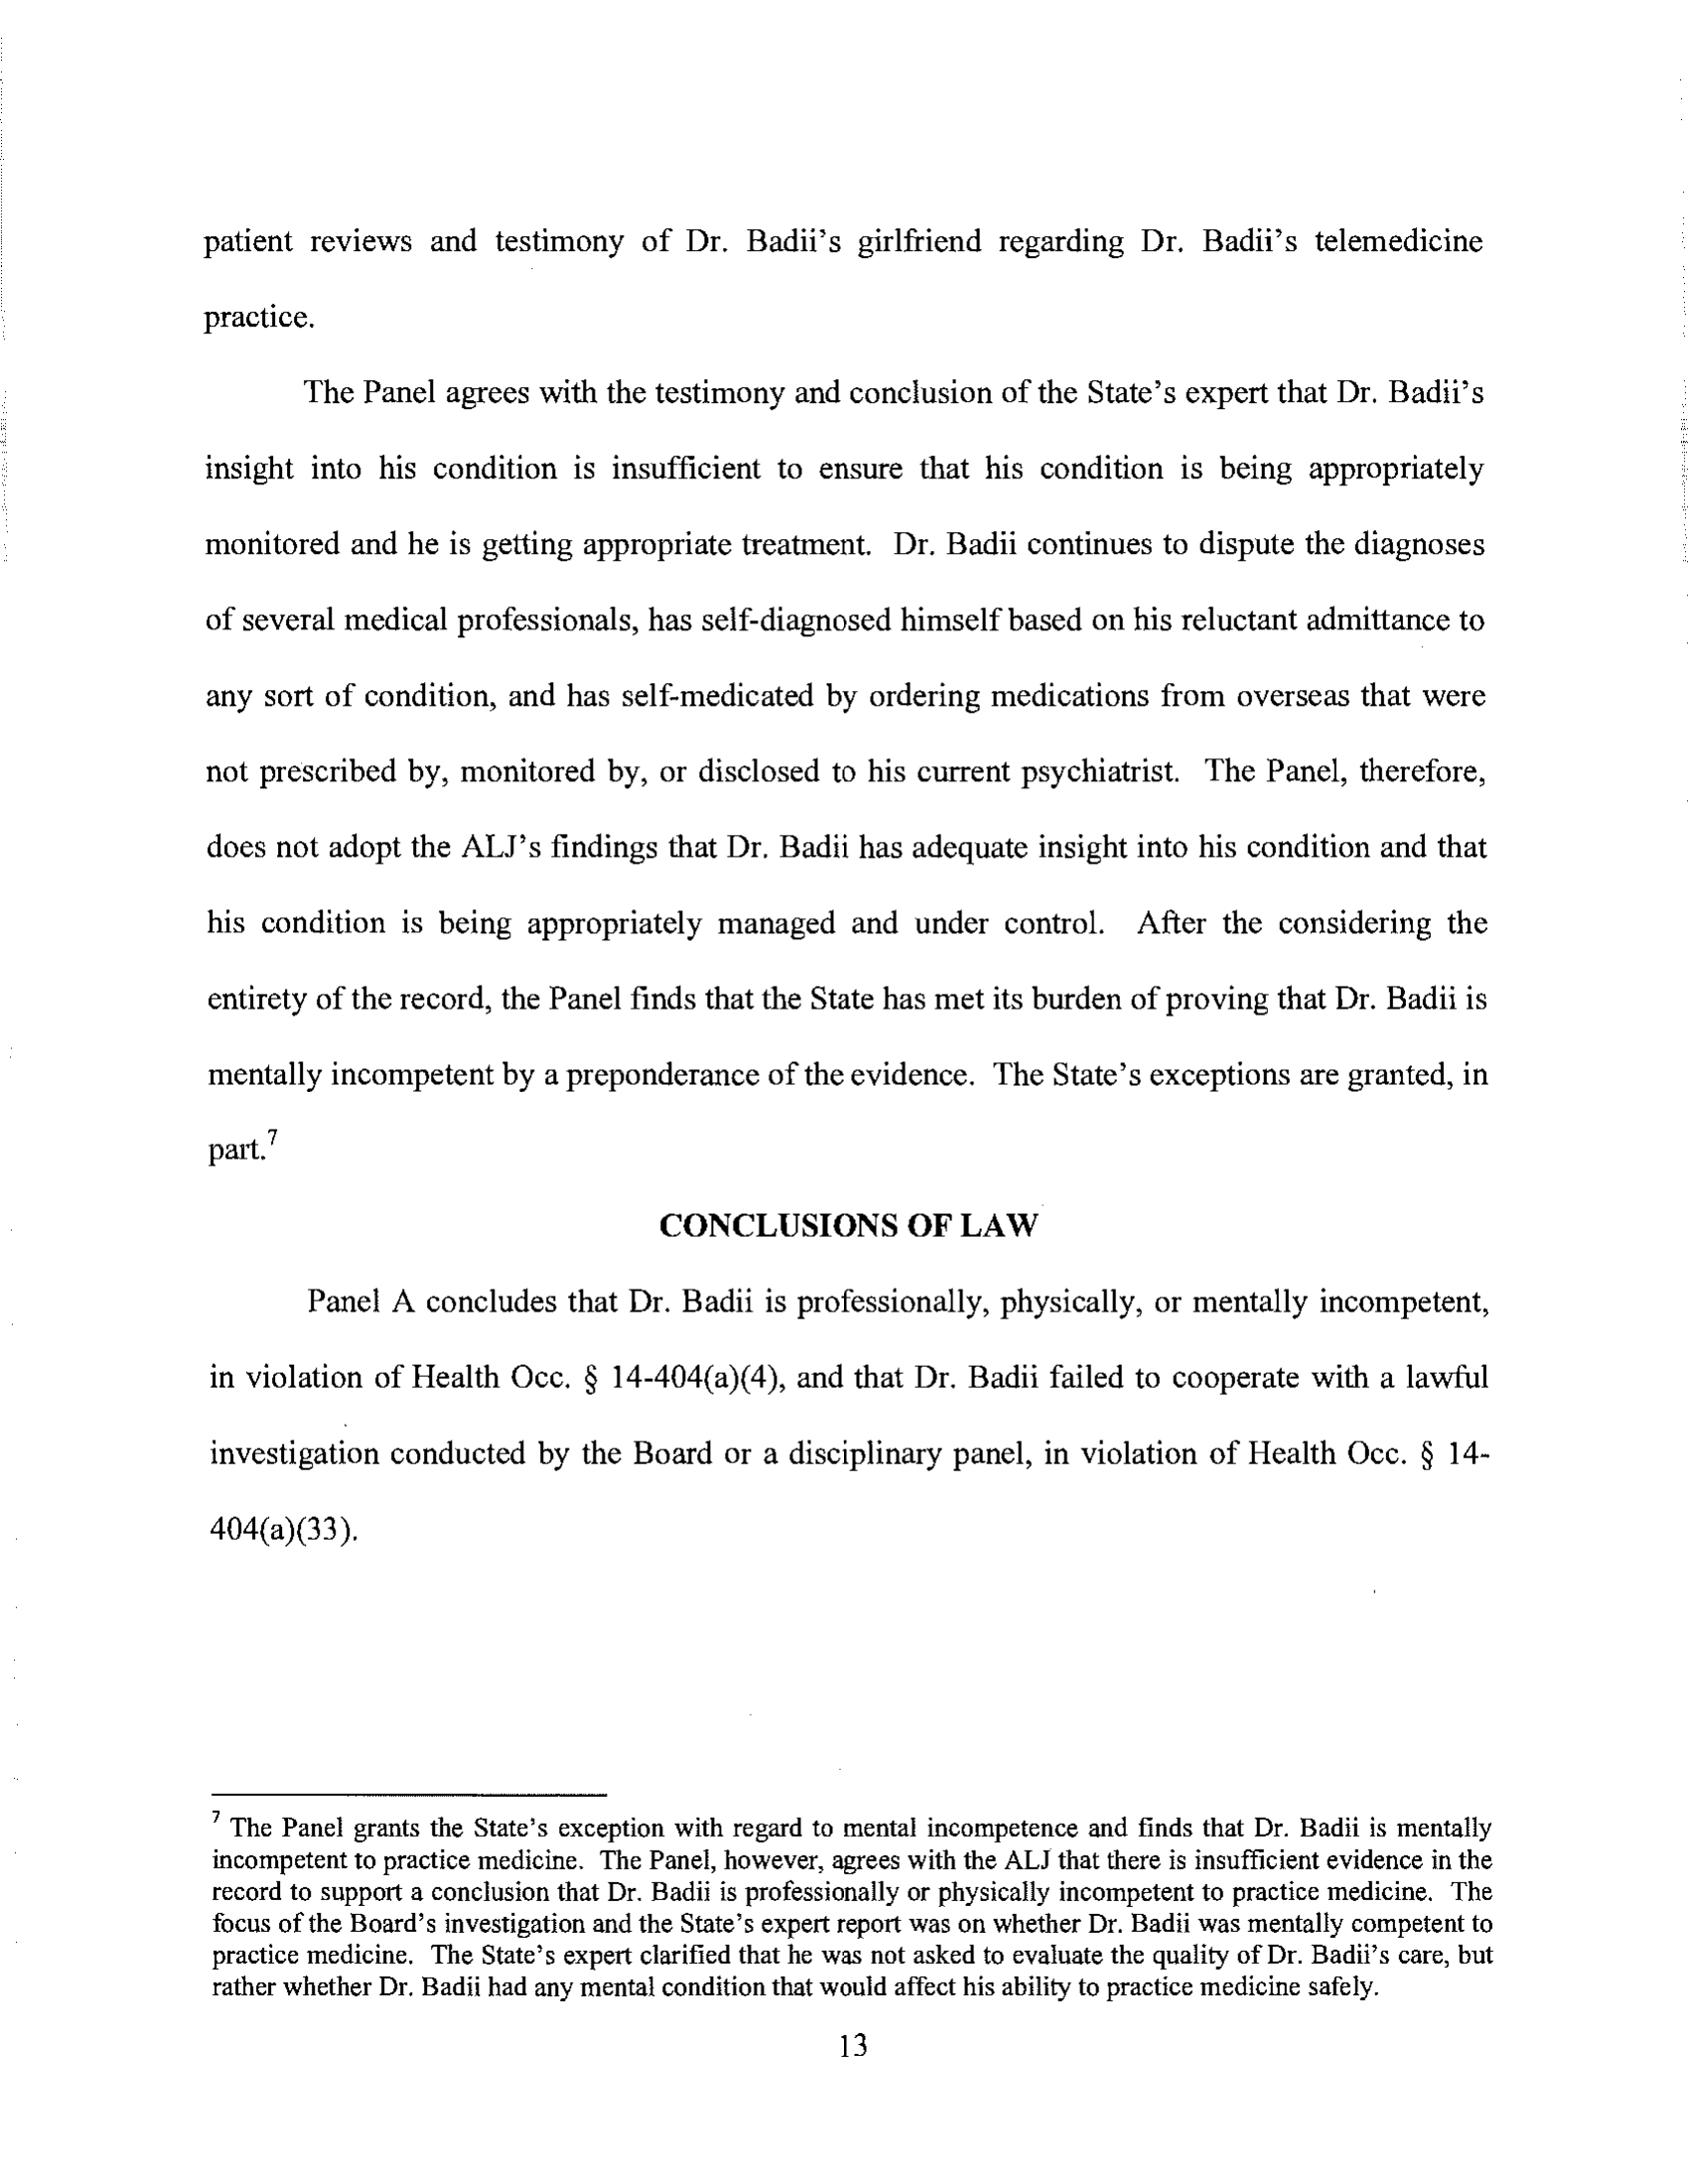 patient reviews and testimony of Dr. Badii's girlfriend regarding Dr. Badii's telemedicine
practice.
The Panel agrees with the testimony and conclusion of the State's expert that Dr. Badii's
insight into his condition is insufficient to ensure that his condition is being appropriately
monitored and he is getting appropriate treatment. Dr. Badii continues to dispute the diagnoses
of several medical professionals, has self-diagnosed himself based on his reluctant admittance to
any sort of condition, and has self-medicated by ordering medications from overseas that were
not prescribed by, monitored by, or disclosed to his current psychiatrist. The Panel, therefore,
does not adopt the ALJ's findings that Dr. Badii has adequate insight into his condition and that
his condition is being appropriately managed and under control. After the considering the
entirety of the record, the Panel finds that the State has met its burden of proving that Dr. Badii is
mentally incompetent by a preponderance of the evidence. The State's exceptions are granted, in
part.7
CONCLUSIONS OF LAW
Panel A concludes that Dr. Badii is professionally, physically, or mentally incompetent,
in violation of Health Occ. § 14-404(a)(4), and that Dr. Badii failed to cooperate with a lawful
investigation conducted by the Board or a disciplinary panel, in violation of Health Occ. § 14-
404(a)(33).
7 The Panel grants the State's exception with regard to mental incompetence and finds that Dr. Badii is mentally
incompetent to practice medicine. The Panel, however, agrees with the ALJ that there is insufficient evidence in the
record to support a conclusion that Dr. Badii is professionally or physically incompetent to practice medicine. The
focus of the Board's investigation and the State's expert report was on whether Dr. Badii was mentally competent to
practice medicine. The State's expert clarified that he was not asked to evaluate the quality of Dr. Badii's care, but
rather whether Dr. Badii had any mental condition that would affect his ability to practice medicine safely.
13